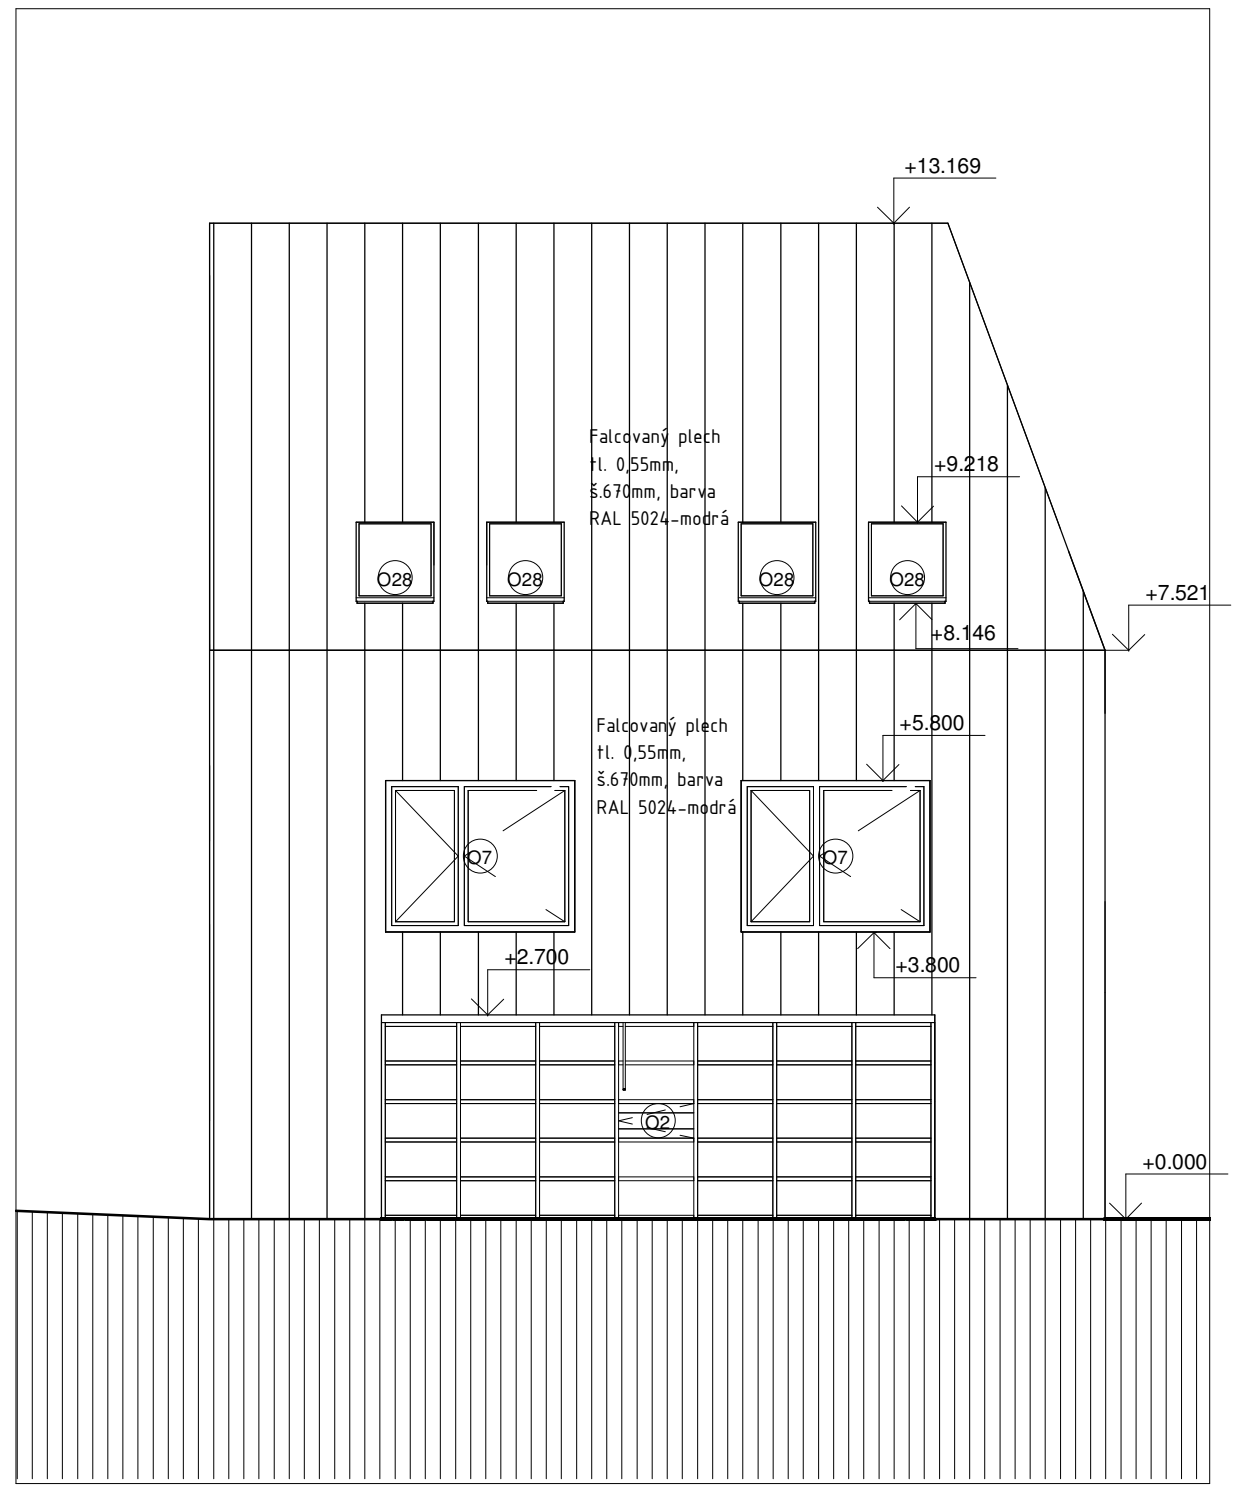 +13.169
Falcovaný plech
tl. 0,55mm,
š.670mm, barva
RAL 5024-modrá
+9.218
O28
O28
O28
O28
+7.521
+8.146
Falcovaný plech
tl. 0,55mm,
š.670mm, barva
RAL 5024-modrá
+5.800
O7
O7
+2.700
+3.800
O2
+0.000